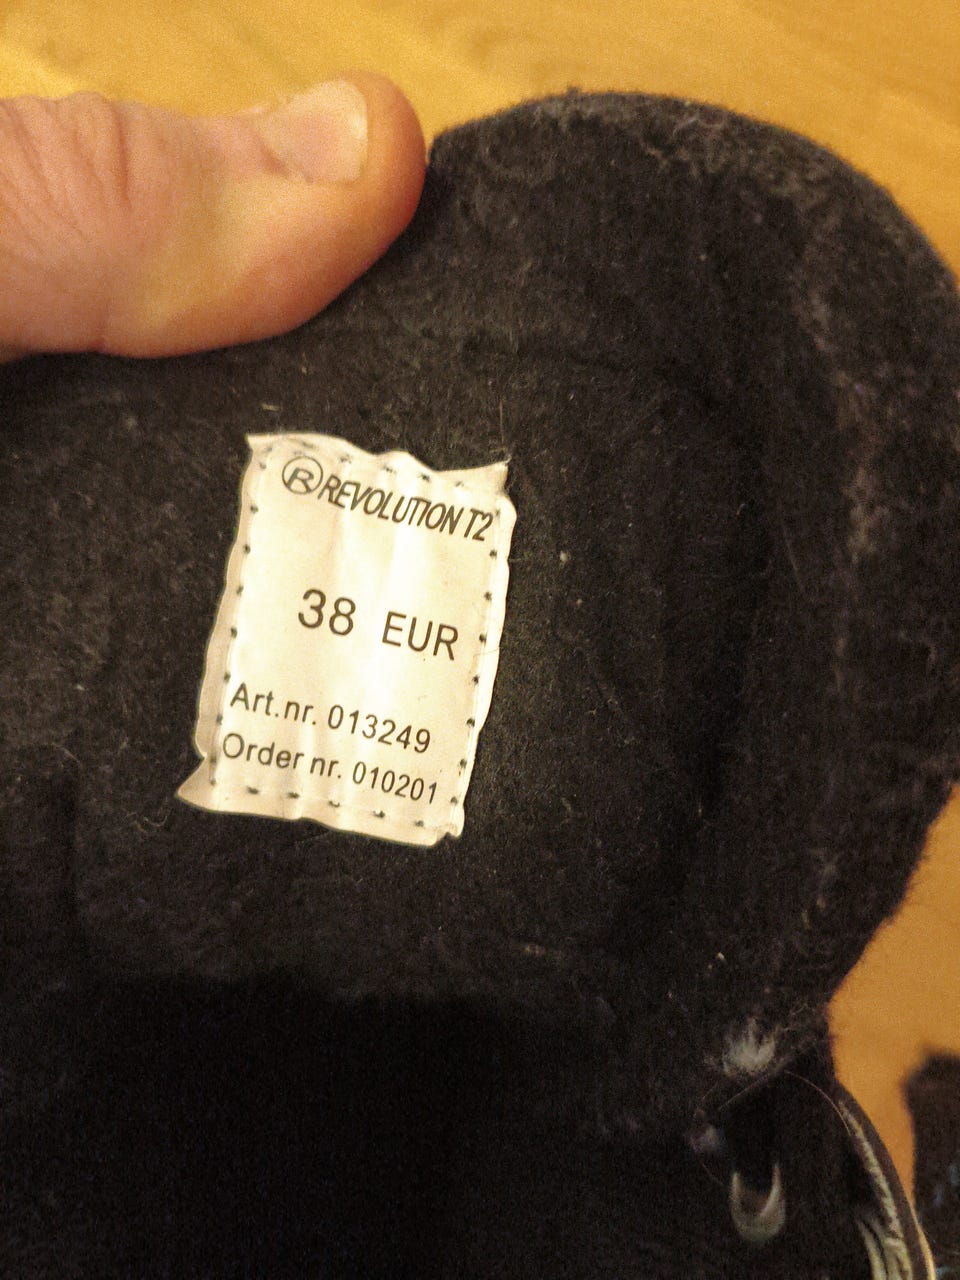 ® REVOLUTION T2
38 EUR
Art.nr. 013249
Order nr. 010201